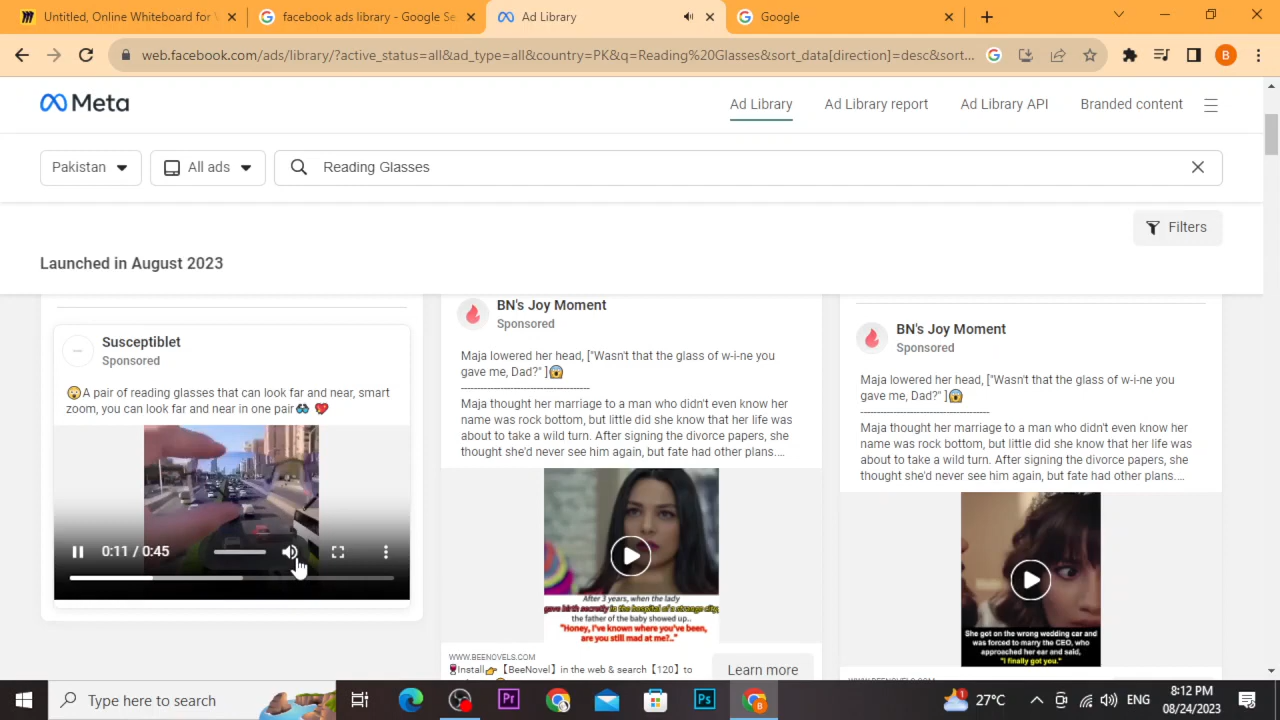 Untitled, Online Whiteboard for V
facebook ads library - Google Se
Ad Library
Google
web.facebook.com/ads/library/?active_status=all&ad_type=all&country=PK&q=Reading%20Glasses&sort_data[direction]=desc&sort...
B
Meta
Ad Library
Ad Library report
Ad Library API
Branded content
Pakistan
All ads
Reading Glasses
Filters
Launched in August 2023
Susceptiblet
Sponsored
😮A pair of reading glasses that can look far and near, smart
zoom, you can look far and near in one pair👓 💖
0:11 / 0:45
BN's Joy Moment
Sponsored
Maja lowered her head, ["Wasn't that the glass of w-i-ne you
gave me, Dad?" ]😱
----------------------------------------
Maja thought her marriage to a man who didn't even know her
name was rock bottom, but little did she know that her life was
about to take a wild turn. After signing the divorce papers, she
thought she'd never see him again, but fate had other plans....
After 3 years, when the lady
gave birth secretly in the hospital of a strange city,
the father of the baby showed up..
"Honey, I've known where you've been,
are you still mad at me?.."
WWW.BEENOVELS.COM
🍷Install👉【BeeNovel】in the web & search【120】to
Learn more
BN's Joy Moment
Sponsored
Maja lowered her head, ["Wasn't that the glass of w-i-ne you
gave me, Dad?" ]😱
----------------------------------------
Maja thought her marriage to a man who didn't even know her
name was rock bottom, but little did she know that her life was
about to take a wild turn. After signing the divorce papers, she
thought she'd never see him again, but fate had other plans....
She got on the wrong wedding car and
was forced to marry the CEO, who
approached her ear and said,
"I finally got you."
WWW.BEENOVELS.COM
Type here to search
Pr
Ps
27°C
ENG
8:12 PM
08/24/2023